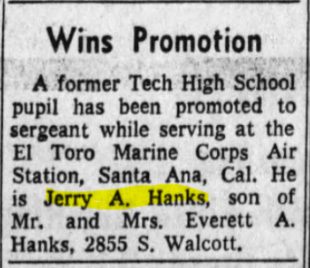 Wins Promotion
A former Tech High School
pupil has been promoted to
sergeant while serving at the
El Toro Marine Corps Air
Station, Santa Ana, Cal. He
is Jerry A. Hanks, son of
Mr. and Mrs. Everett A.
Hanks, 2855 S. Walcott.